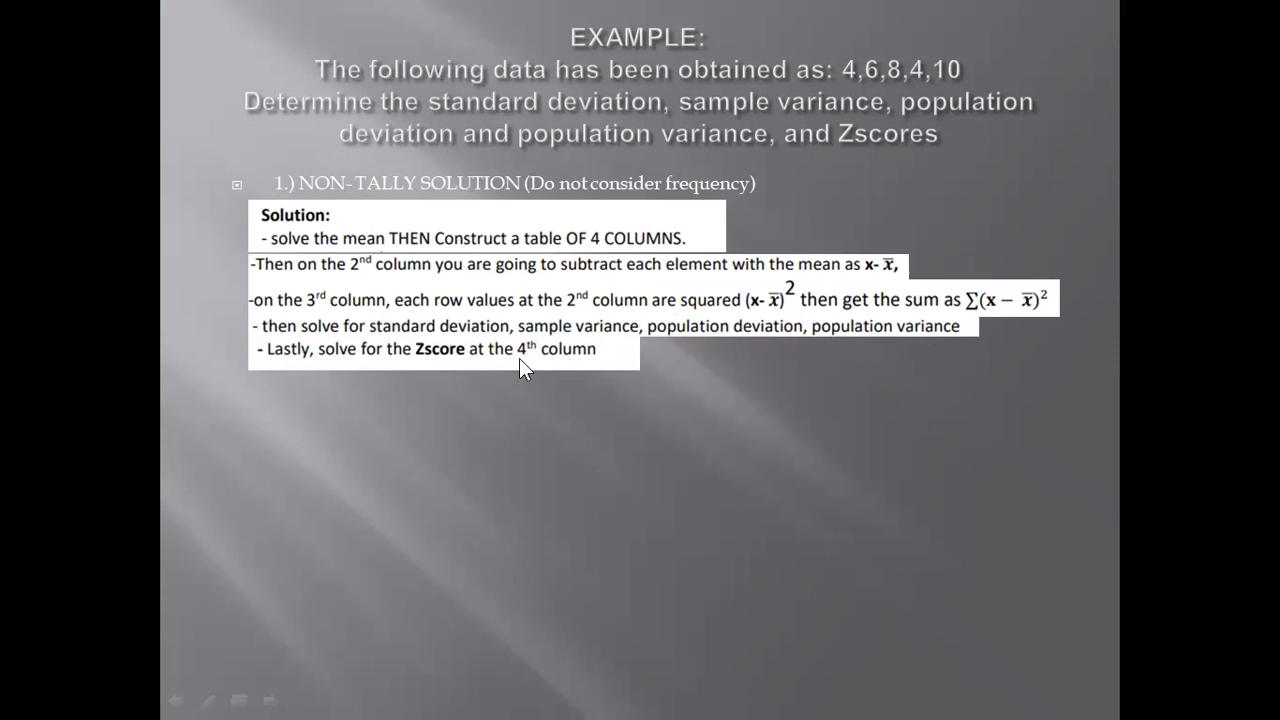 EXAMPLE:
The following data has been obtained as: 4,6,8,4,10
Determine the standard deviation, sample variance, population
deviation and population variance, and Zscores
1.) NON-TALLY SOLUTION (Do not consider frequency)
Solution:
- solve the mean THEN Construct a table OF 4 COLUMNS.
-Then on the 2nd column you are going to subtract each element with the mean as x- x̅,
-on the 3rd column, each row values at the 2nd column are squared (x- x̅)2 then get the sum as ∑(x − x̅)2
- then solve for standard deviation, sample variance, population deviation, population variance
- Lastly, solve for the Zscore at the 4th column